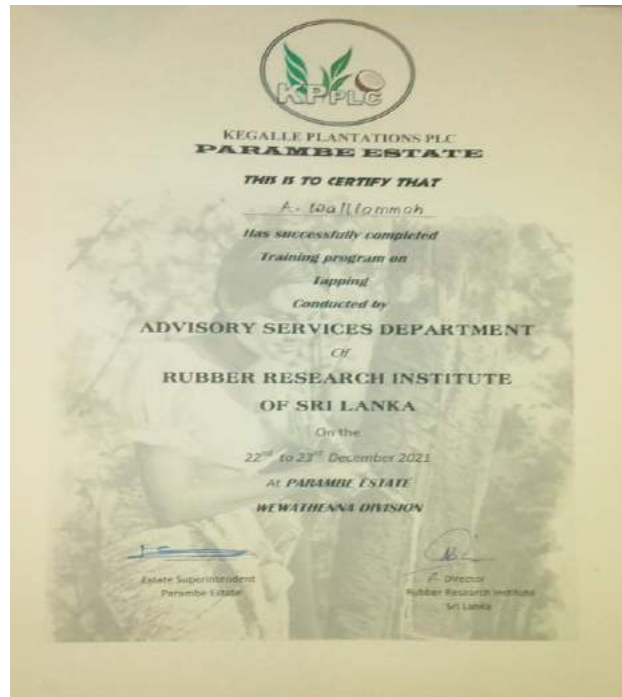 KPPLC
KEGALLE PLANTATIONS PLC
PARAMBE ESTATE
THIS IS TO CERTIFY THAT
A.
Has successfully completed
Training program on
Tapping
Conducted by
ADVISORY SERVICES DEPARTMENT
Of
RUBBER RESEARCH INSTITUTE
OF SRI LANKA
On the
22nd to 23rd December 2021
At PARAMBE ESTATE
WEWATHENNA DIVISION
Estate Superintendent
Director
Parambe Estate
Rubber Research Institute
Sri Lanka